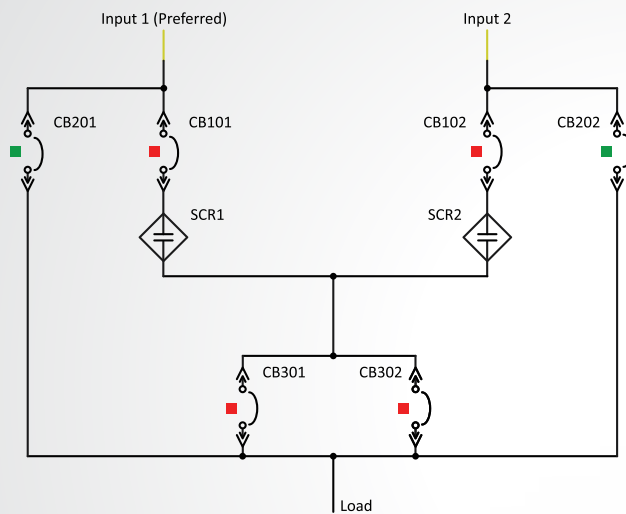 Input 1 (Preferred)
Input 2
CB201
CB101
CB102
CB202
SCR1
SCR2
CB301
CB302
Load